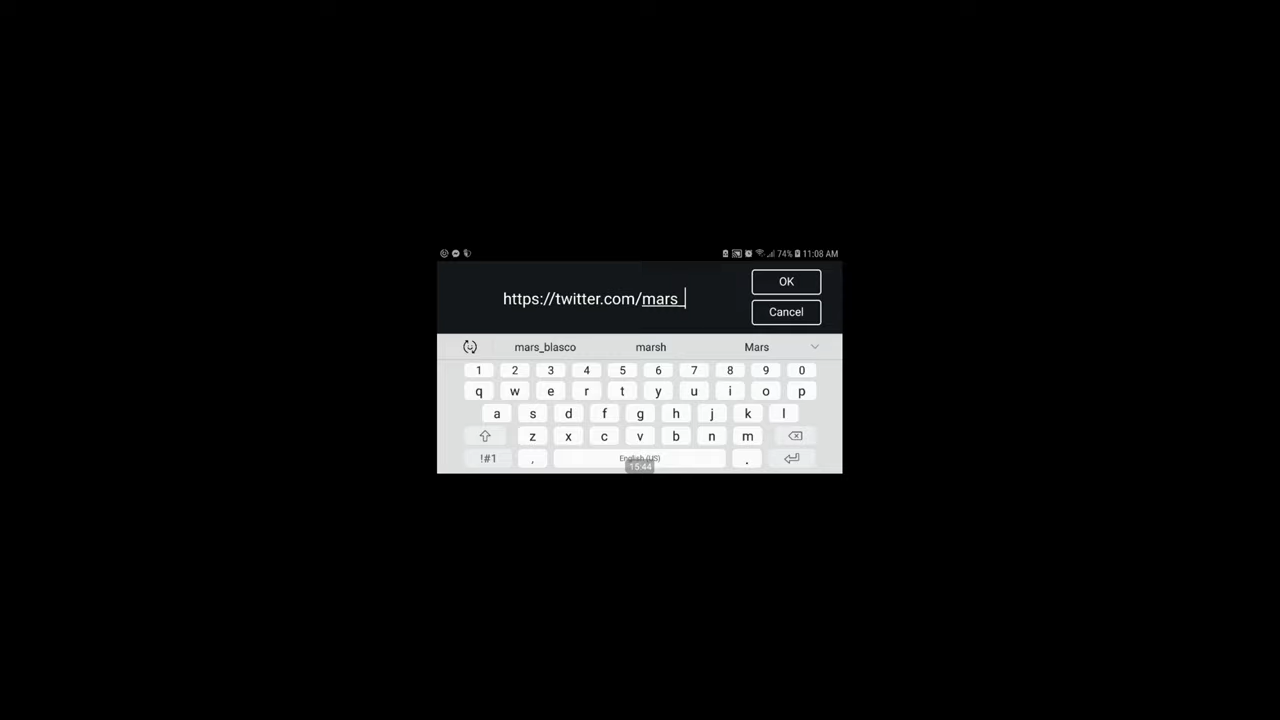 74% 11:08 AM
https://twitter.com/mars_
OK
Cancel
mars_blasco marsh Mars
1 2 3 4 5 6 7 8 9 0
q w e r t y u i o p
a s d f g h j k l
z x c v b n m
!#1 , English (US) .
15:44